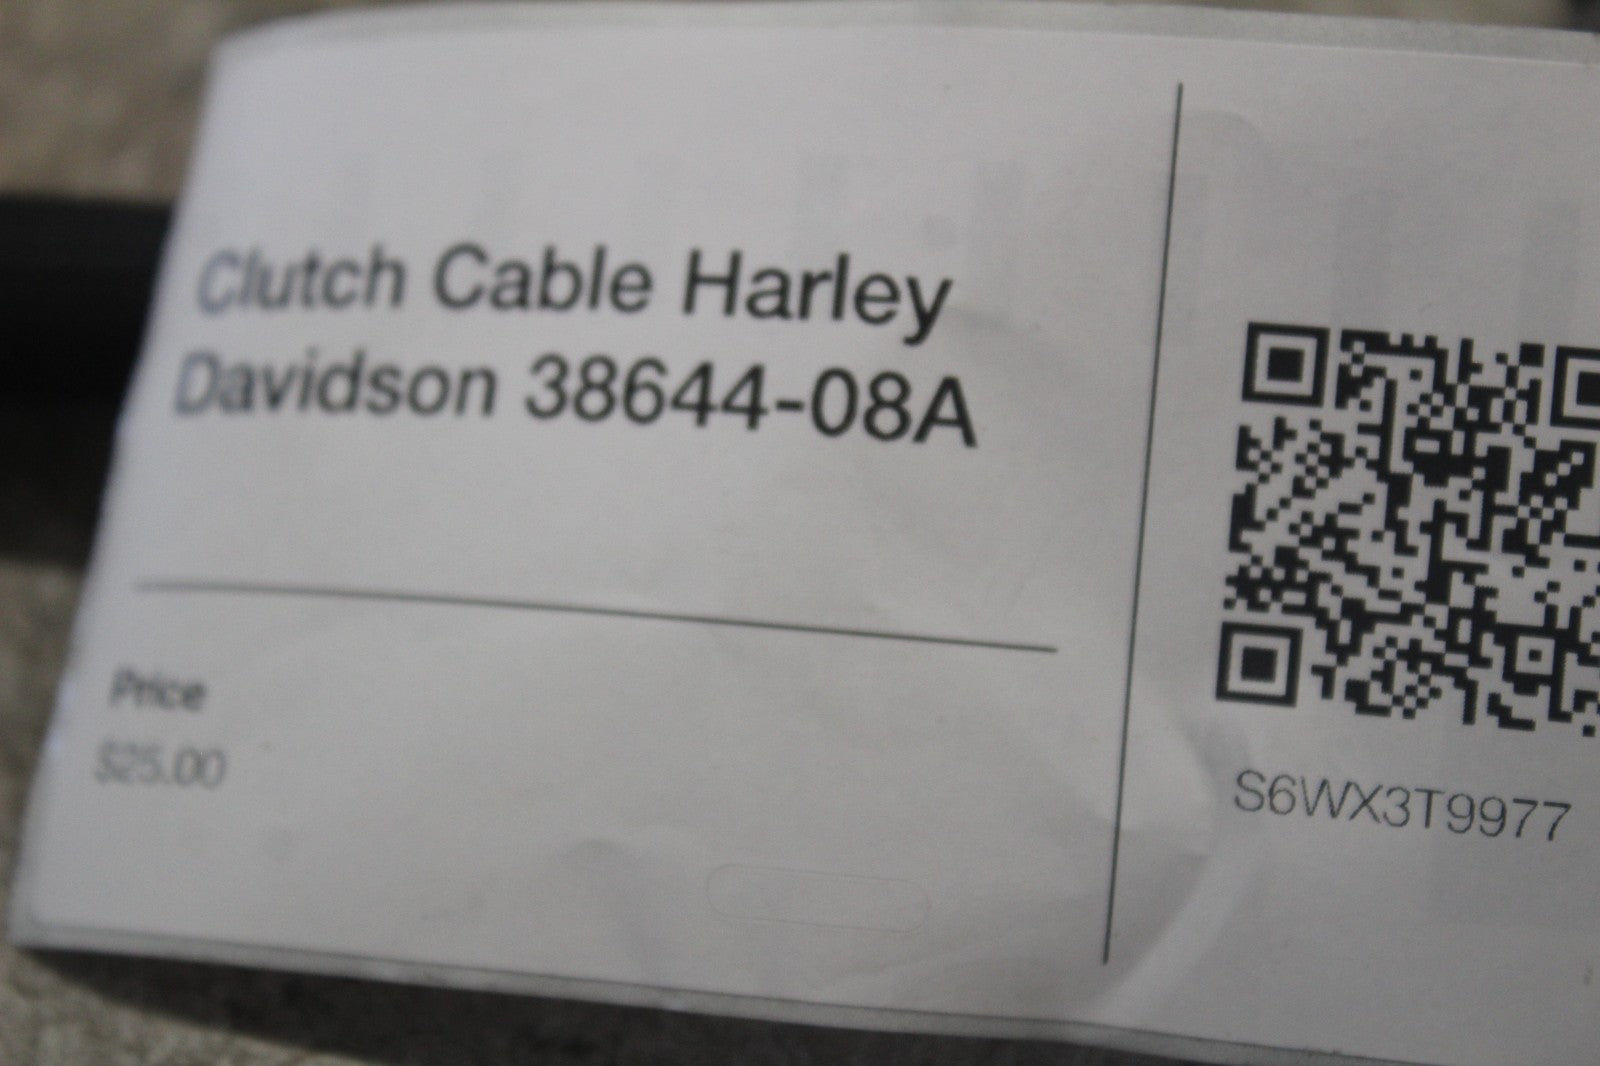 Clutch Cable Harley
Davidson 38644-08A
Price
$25.00
S6WX3T9977